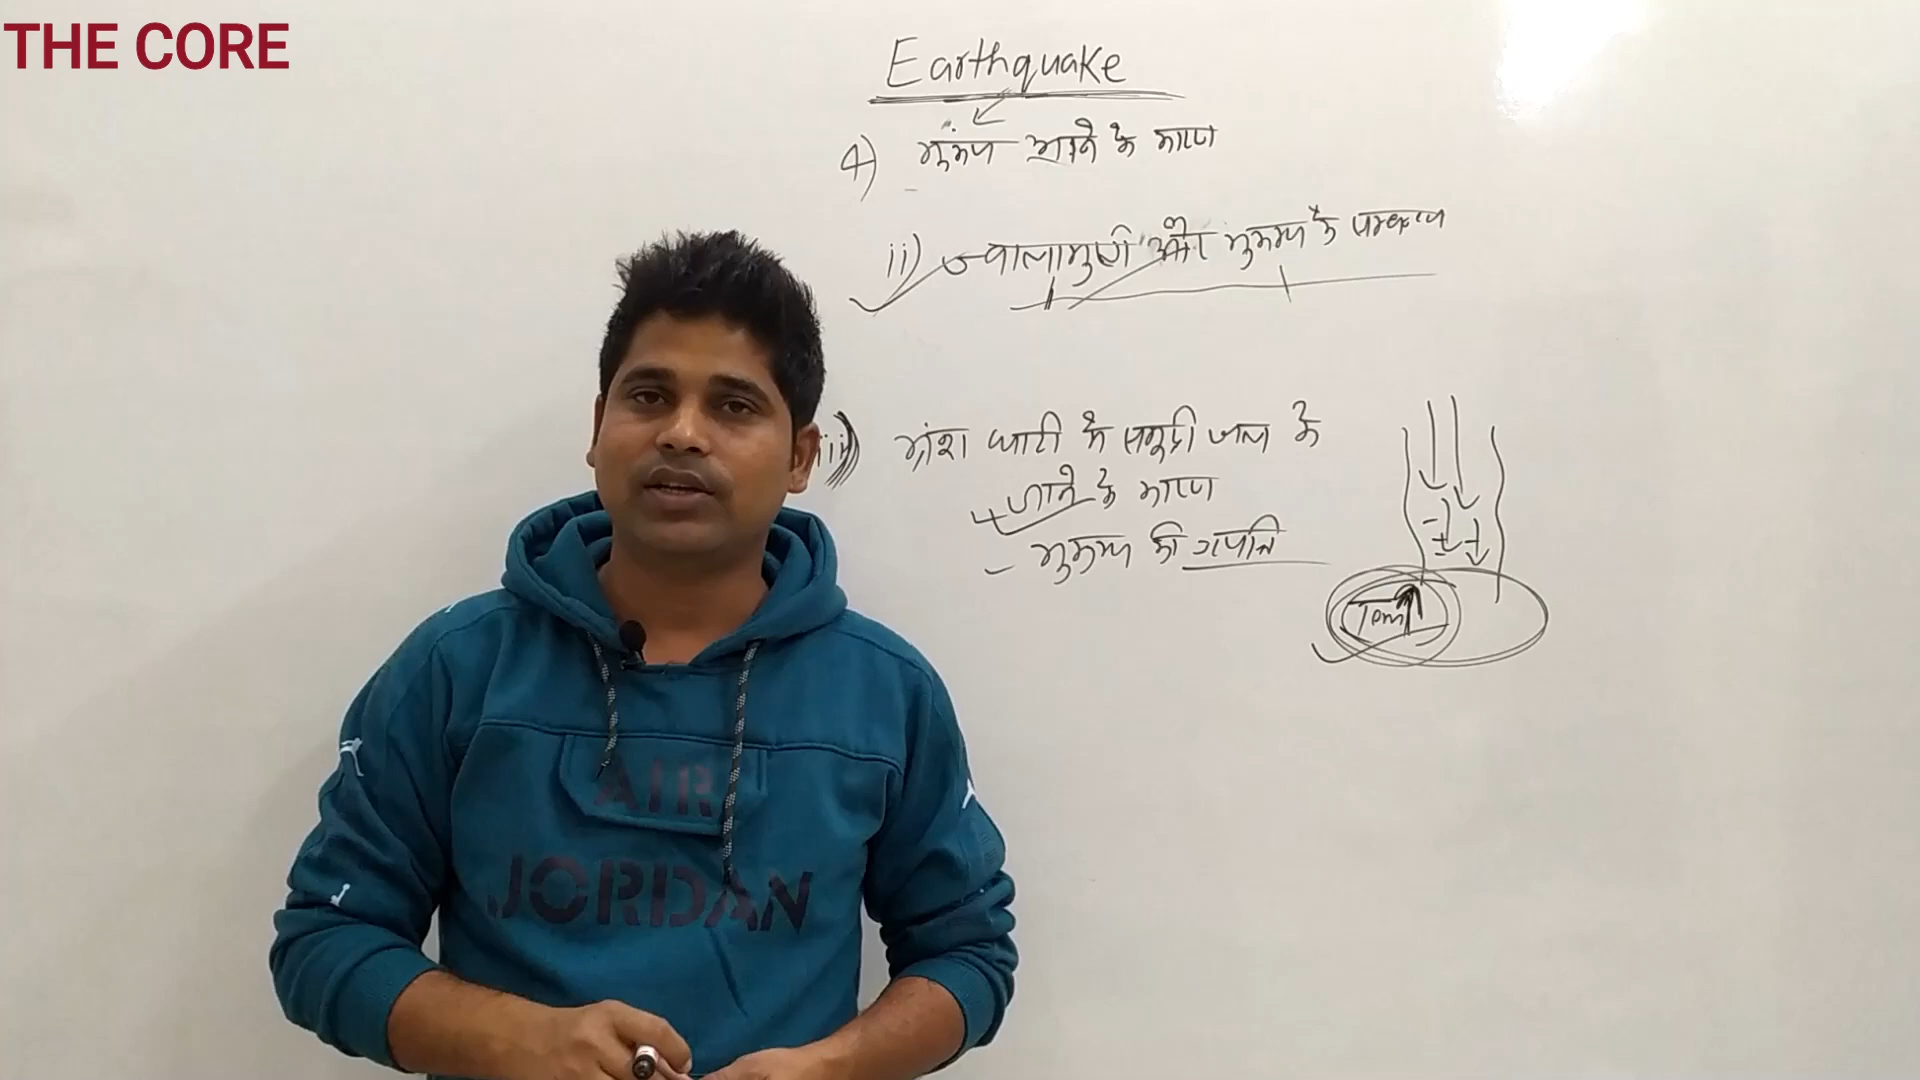 THE CORE
Earthquake
4) भूकंप आने के कारण
ii) ज्वालामुखी और भूकम्प के सम्बन्ध
iii) भ्रंश घाटी में समुद्री जल के
जाने के कारण
- भूकम्प की उत्पत्ति
Tem
AIR
JORDAN